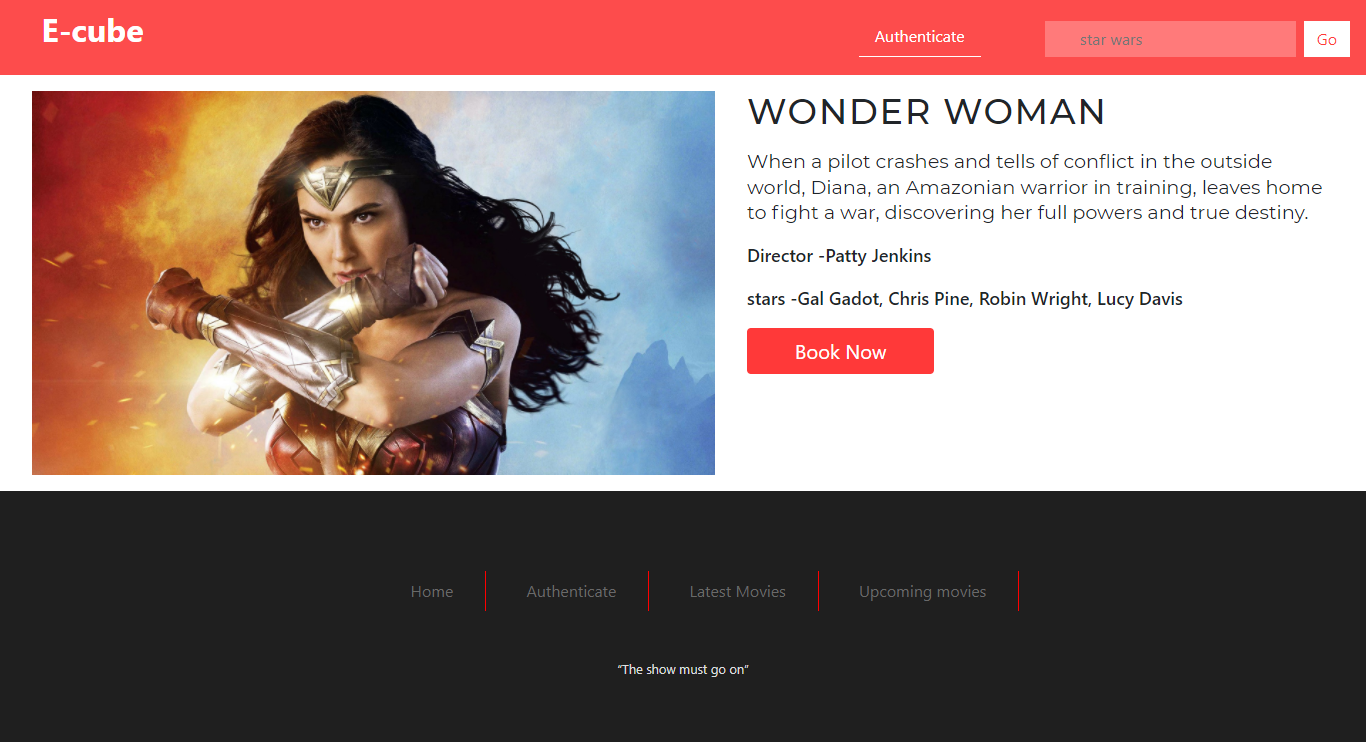 E-cube
Authenticate
star wars
Go
WONDER WOMAN
When a pilot crashes and tells of conflict in the outside
world, Diana, an Amazonian warrior in training, leaves home
to fight a war, discovering her full powers and true destiny.
Director -Patty Jenkins
stars -Gal Gadot, Chris Pine, Robin Wright, Lucy Davis
Book Now
Home
Authenticate
Latest Movies
Upcoming movies
“The show must go on”